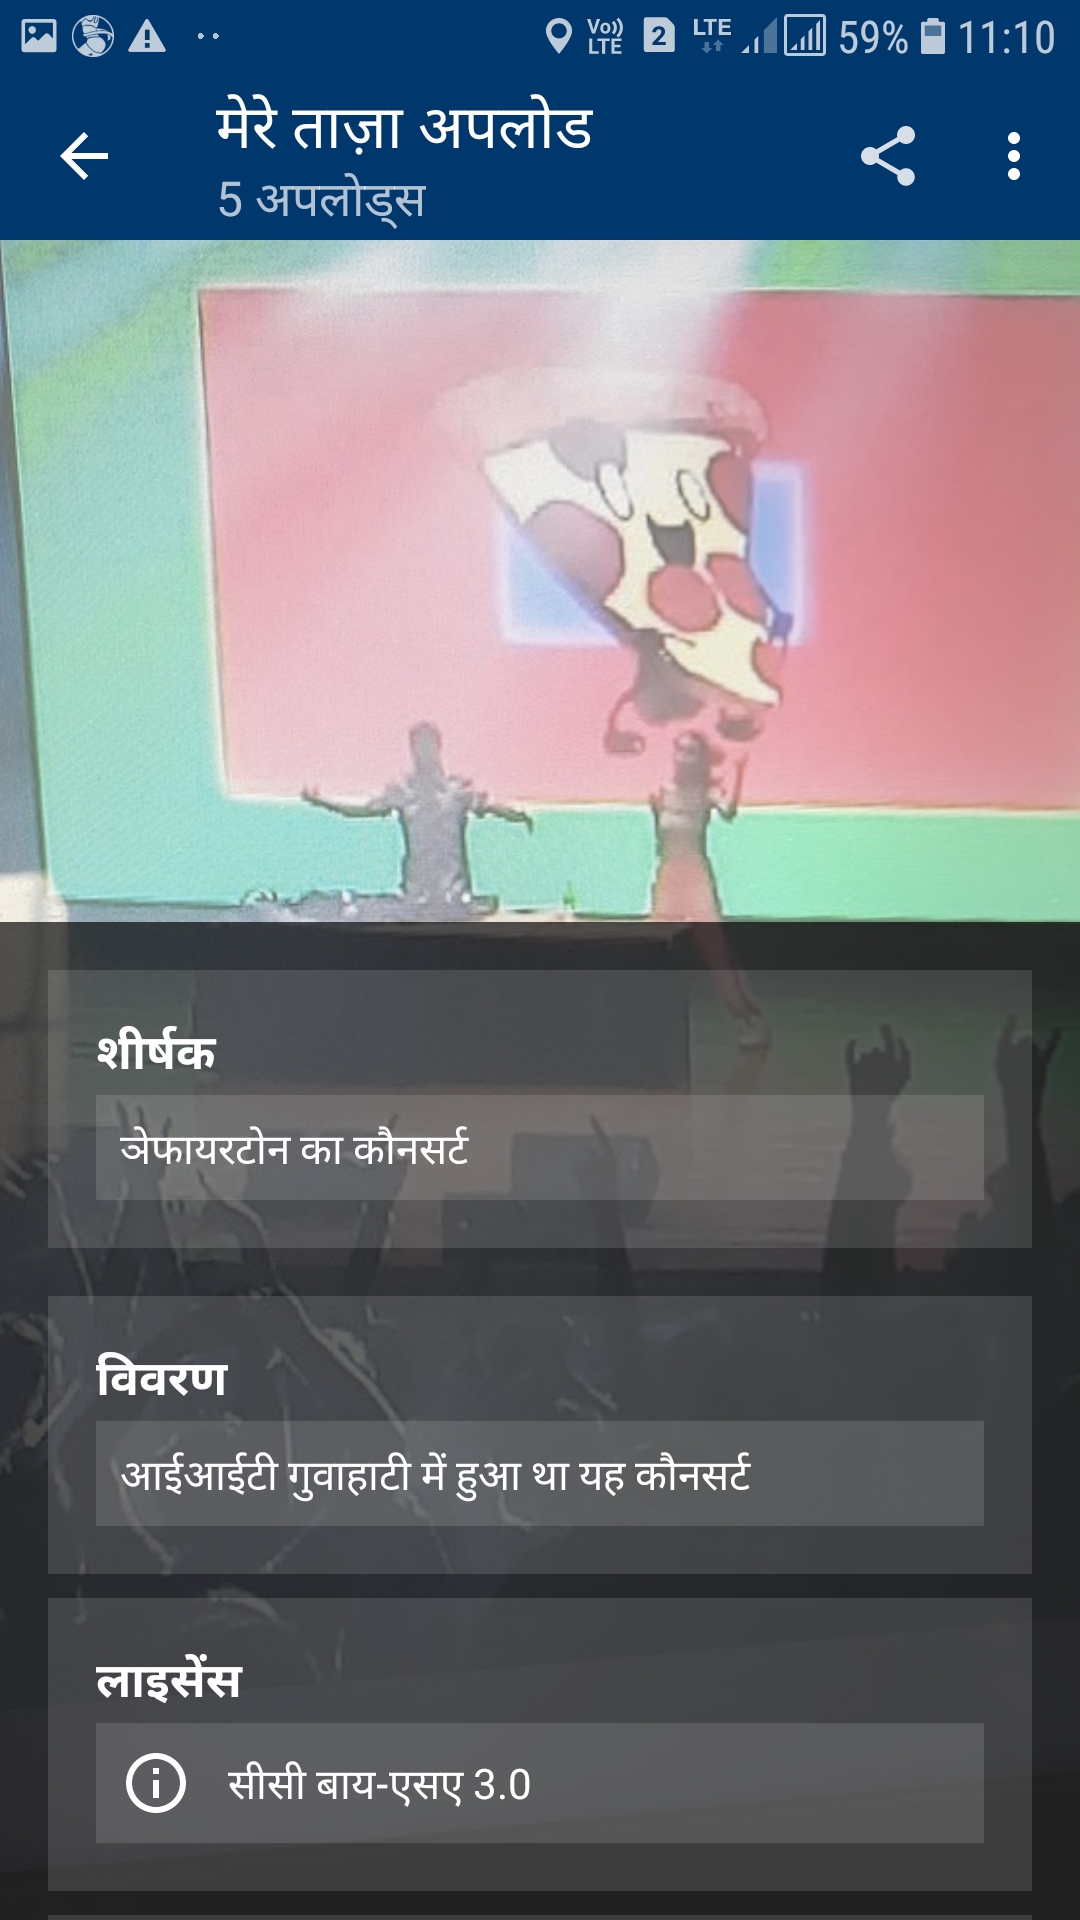 Vo)) LTE 2 LTE 59% 11:10
मेरे ताज़ा अपलोड
5 अपलोड्स
शीर्षक
ञेफायरटोन का कौनसर्ट
विवरण
आईआईटी गुवाहाटी में हुआ था यह कौनसर्ट
लाइसेंस
सीसी बाय-एसए 3.0